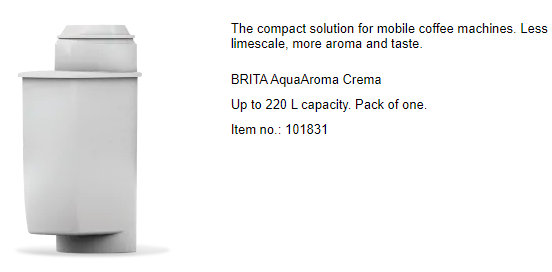 The compact solution for mobile coffee machines. Less
limescale, more aroma and taste.
BRITA AquaAroma Crema
Up to 220 L capacity. Pack of one.
Item no.: 101831